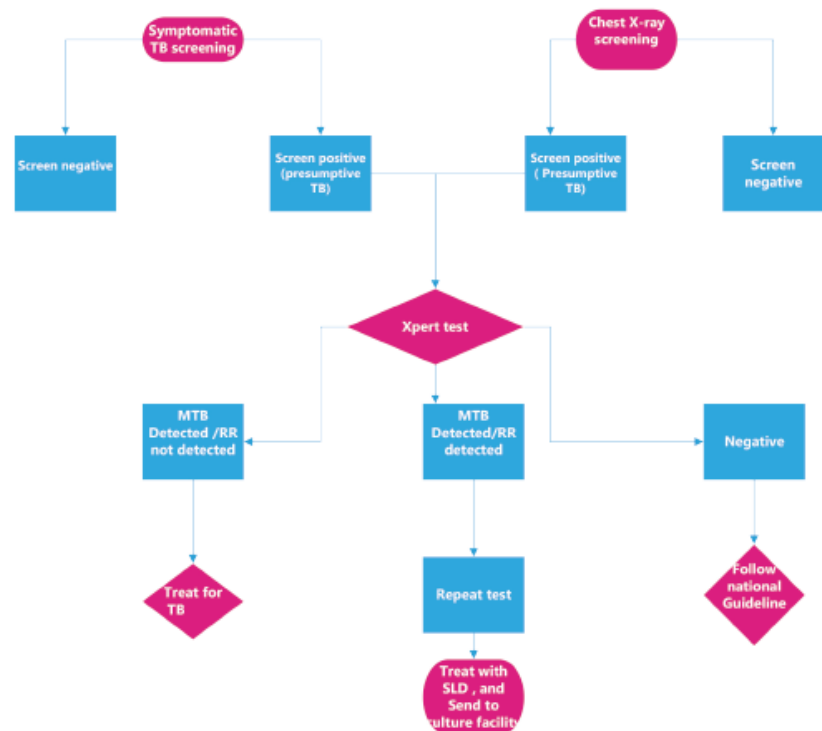 Symptomatic
TB screening
Chest X-ray
screening
Screen negative
Screen positive
(presumptive
TB)
Screen positive
( Presumptive
TB)
Screen
negative
Xpert test
MTB
Detected /RR
not detected
MTB
Detected/RR
detected
Negative
Treat for
TB
Repeat test
Follow
national
Guideline
Treat with
SLD , and
Send to
culture facility